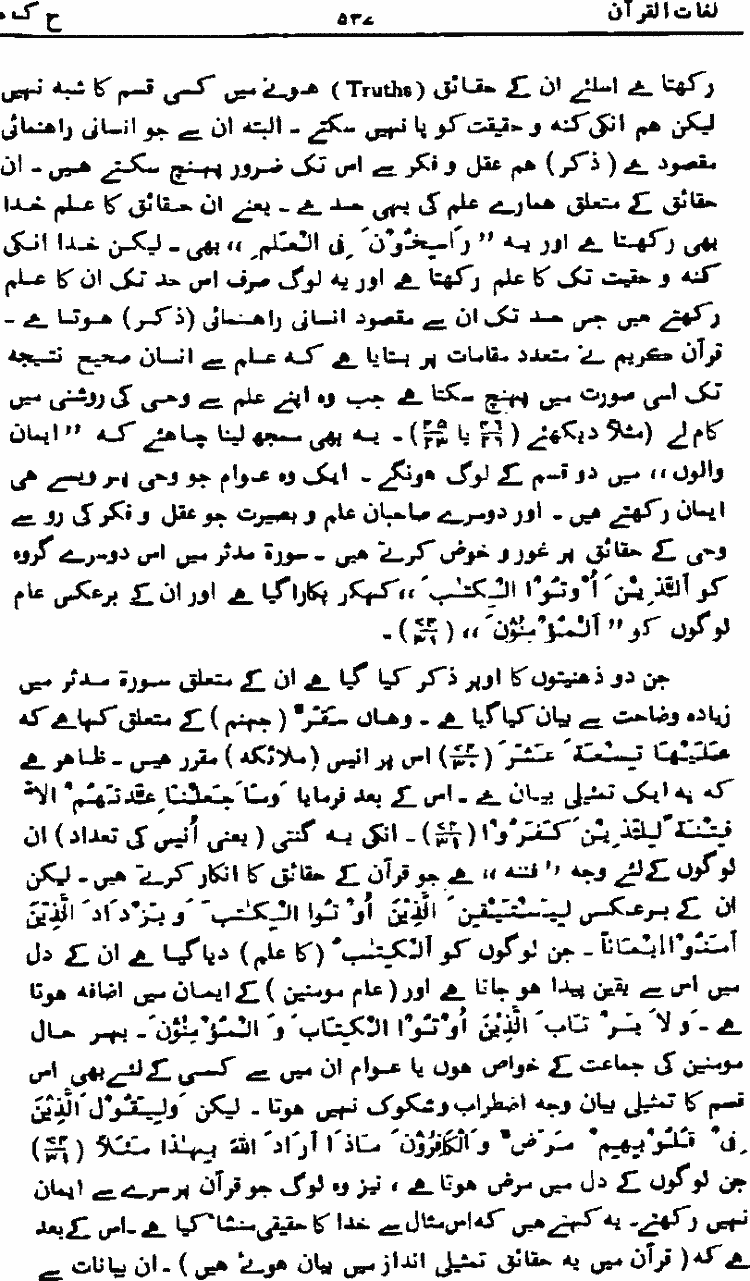 لغات القرآن ۵۳۷ ح ک
رکھتا ہے اسلئے ان کے حقائق (Truths) ہونے میں کسی قسم کا شبہ نہیں
لیکن ہم انکی کنہ و حقیقت کو پا نہیں سکتے ۔ البتہ ان سے جو انسانی راہنمائی
مقصود ہے ( ذکر ) ہم عقل و فکر سے اس تک ضرور پہنچ سکتے ہیں ۔ ان
حقائق کے متعلق ہمارے علم کی یہی حد ہے ۔ یعنی ان حقائق کا علم خدا
بھی رکھتا ہے اور یہ ’’ رَاسِخُوْنَ فِی الْعِلْمِ ،، بھی ۔ لیکن خدا انکی
کنہ و حقیت تک کا علم رکھتا ہے اور یہ لوگ صرف اس حد تک ان کا علم
رکھتے ہیں جس حد تک ان سے مقصود انسانی راہنمائی (ذکر) ہوتا ہے ۔
قرآن کریم نے متعدد مقامات پر بتایا ہے کہ علم سے انسان صحیح نتیجہ
تک اسی صورت میں پہنچ سکتا ہے جب وہ اپنے علم سے وحی کی روشنی میں
کام لے (مثلاً دیکھئے ( ۴۶/۲۶ یا ۴۵/۲۳ ) ۔ یہ بھی سمجھ لینا چاہئے کہ ’’ ایمان
والوں ،، میں دو قسم کے لوگ ہونگے ۔ ایک وہ عوام جو وحی پر ویسے ہی
ایمان رکھتے ہیں ۔ اور دوسرے صاحبان علم و بصیرت جو عقل و فکر کی رو سے
وحی کے حقائق پر غور و خوض کرتے ہیں ۔ سورۃ مدثر میں اس دوسرے گروہ
کو اَلَّذِیْنَ اُوْتُوْا الْکِتٰبَ ،، کہکر پکارا گیا ہے اور ان کے برعکس عام
لوگوں کو ’’ اَلْمُؤْمِنُوْنَ ،، ( ۷۴/۳۱ ) ۔
جن دو ذہنیتوں کا اوپر ذکر کیا گیا ہے ان کے متعلق سورۃ مدثر میں
زیادہ وضاحت سے بیان کیا گیا ہے ۔ وہاں سَقَرُ ( جہنم ) کے متعلق کہا ہے کہ
عَلَیْھَا تِسْعَۃَ عَشَرَ ( ۷۴/۳۰ ) اس پر انیس ( ملائکہ ) مقرر ہیں ۔ ظاہر ہے
کہ یہ ایک تمثیلی بیان ہے ۔ اس کے بعد فرمایا وَمَا جَعَلْنَا عِدَّتَھُمْ اِلَّا
فِتْنَۃً لِّلَّذِیْنَ کَفَرُوْا ( ۷۴/۳۱ ) ۔ انکی یہ گنتی ( یعنی اُنیس کی تعداد ) ان
لوگوں کے لئے وجہ ’’ فتنہ ،، ہے جو قرآن کے حقائق کا انکار کرتے ہیں ۔ لیکن
ان کے برعکس لِیَسْتَیْقِنَ الَّذِیْنَ اُوْتُوا الْکِتٰبَ وَ یَزْدَادَ الَّذِیْنَ
اٰمَنُوْا اِیْمَانًا ۔ جن لوگوں کو اَلْکِتٰبُ (کا علم ) دیا گیا ہے ان کے دل
میں اس سے یقین پیدا ہو جاتا ہے اور ( عام مومنین ) کے ایمان میں اضافہ ہوتا
ہے ۔ وَ لَا یَرْتَابَ الَّذِیْنَ اُوْتُوْا الْکِتَابَ وَ الْمُؤْمِنُوْنَ ۔ بہر حال
مومنین کی جماعت کے خواص ہوں یا عوام ان میں سے کسی کے لئے بھی اس
قسم کا تمثیلی بیان وجہ اضطراب و شکوک نہیں ہوتا ۔ لیکن وَلِیَقُوْلَ الَّذِیْنَ
فِیْ قُلُوْبِھِمْ مَرَضٌ وَ الْکَافِرُوْنَ مَاذَا اَرَادَ اللّٰہُ بِھٰذَا مَثَلًا ( ۷۴/۳۱ )
جن لوگوں کے دل میں مرض ہوتا ہے ، نیز وہ لوگ جو قرآن پر سرے سے ایمان
نہیں رکھتے ۔ یہ کہتے ہیں کہ اس مثال سے خدا کا حقیقی منشا کیا ہے ۔ اس کے بعد
ہے کہ ( قرآن میں یہ حقائق تمثیلی انداز میں بیان ہوئے ہیں ) ۔ ان بیانات سے